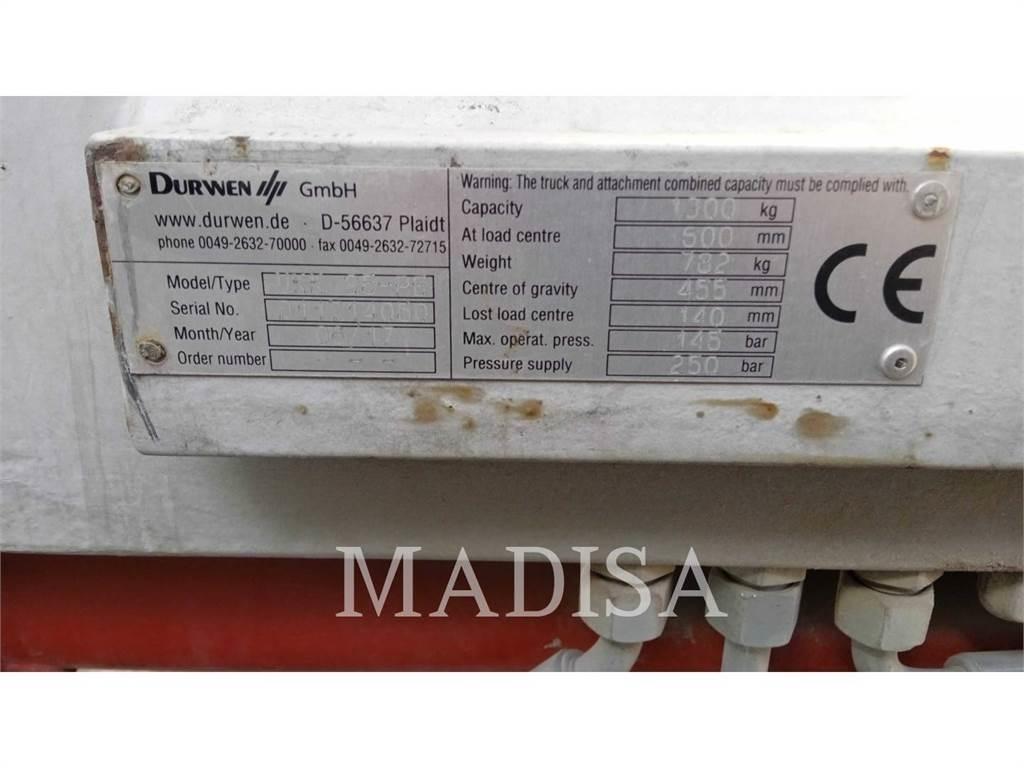 DURWEN GmbH
www.durwen.de · D-56637 Plaidt
phone 0049-2632-70000 · fax 0049-2632-72715
Model/Type
Serial No.
Month/Year
Order number - -
Warning: The truck and attachment combined capacity must be complied with.
Capacity 1300 kg
At load centre 500 mm
Weight 782 kg
Centre of gravity 455 mm
Lost load centre 140 mm
Max. operat. press. 145 bar
Pressure supply 250 bar
CE
MADISA